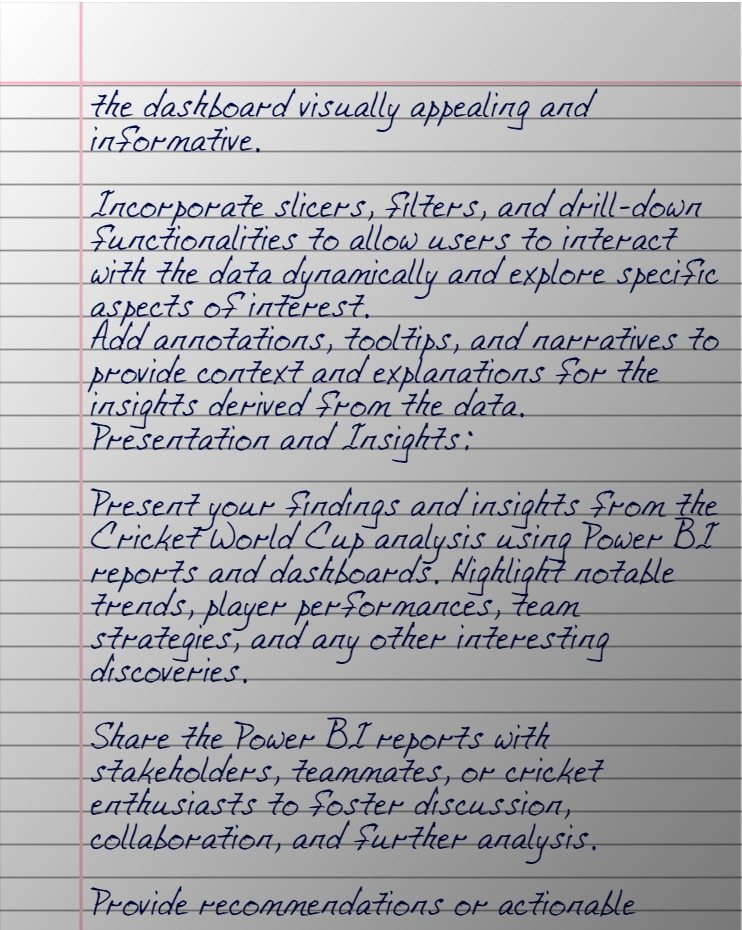 the dashboard visually appealing and
informative.
Incorporate slicers, filters, and drill-down
functionalities to allow users to interact
with the data dynamically and explore specific
aspects of interest.
Add annotations, tooltips, and narratives to
provide context and explanations for the
insights derived from the data.
Presentation and Insights:
Present your findings and insights from the
Cricket World Cup analysis using Power BI
reports and dashboards. Highlight notable
trends, player performances, team
strategies, and any other interesting
discoveries.
Share the Power BI reports with
stakeholders, teammates, or cricket
enthusiasts to foster discussion,
collaboration, and further analysis.
Provide recommendations or actionable